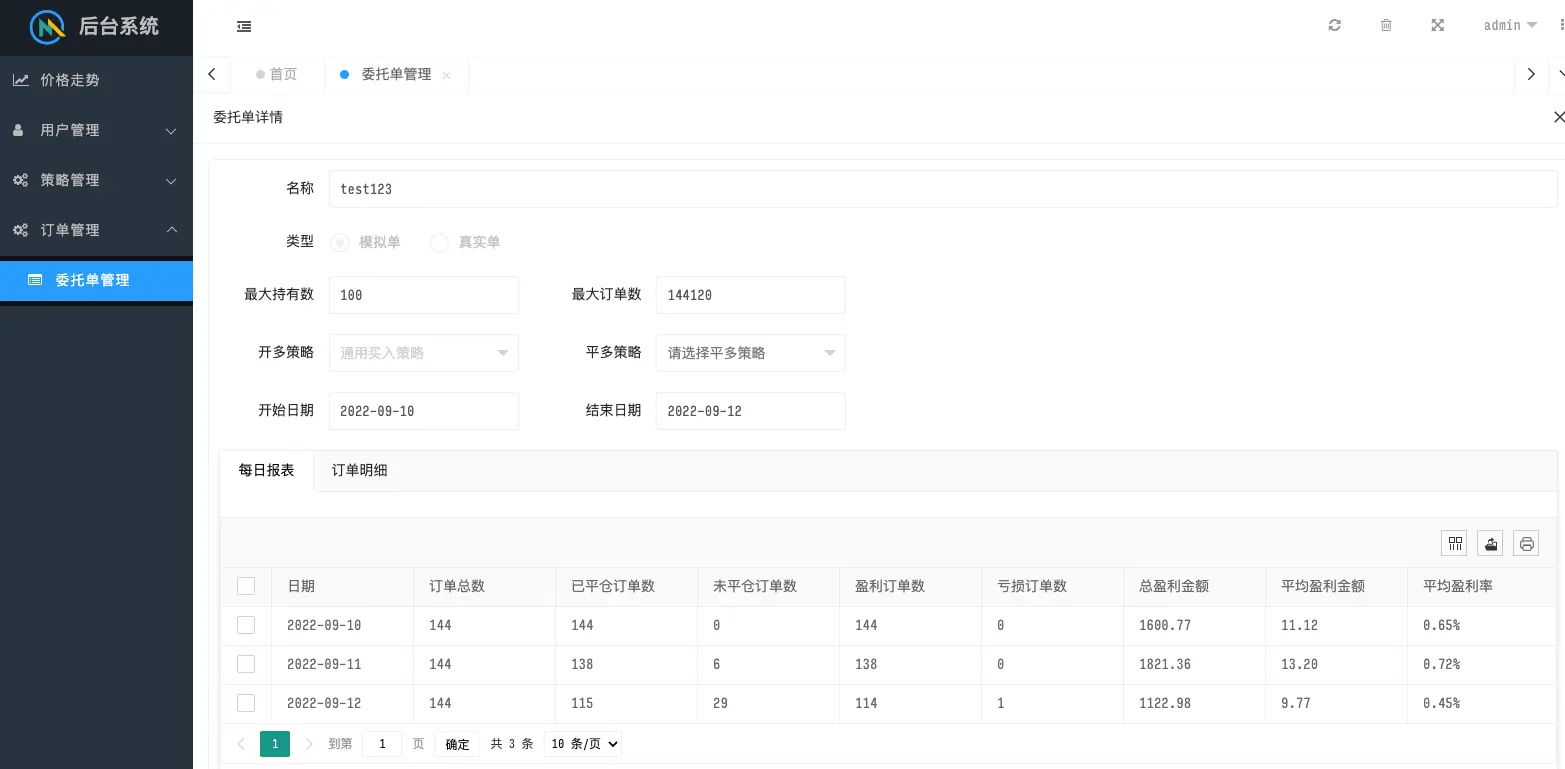 后台系统
admin
价格走势
用户管理
策略管理
订单管理
委托单管理
首页 委托单管理
委托单详情
名称 test123
类型 模拟单 真实单
最大持有数 100 最大订单数 144120
开多策略 通用买入策略 平多策略 请选择平多策略
开始日期 2022-09-10 结束日期 2022-09-12
每日报表 订单明细
日期 订单总数 已平仓订单数 未平仓订单数 盈利订单数 亏损订单数 总盈利金额 平均盈利金额 平均盈利率
2022-09-10 144 144 0 144 0 1600.77 11.12 0.65%
2022-09-11 144 138 6 138 0 1821.36 13.20 0.72%
2022-09-12 144 115 29 114 1 1122.98 9.77 0.45%
1 到第 1 页 确定 共 3 条 10 条/页